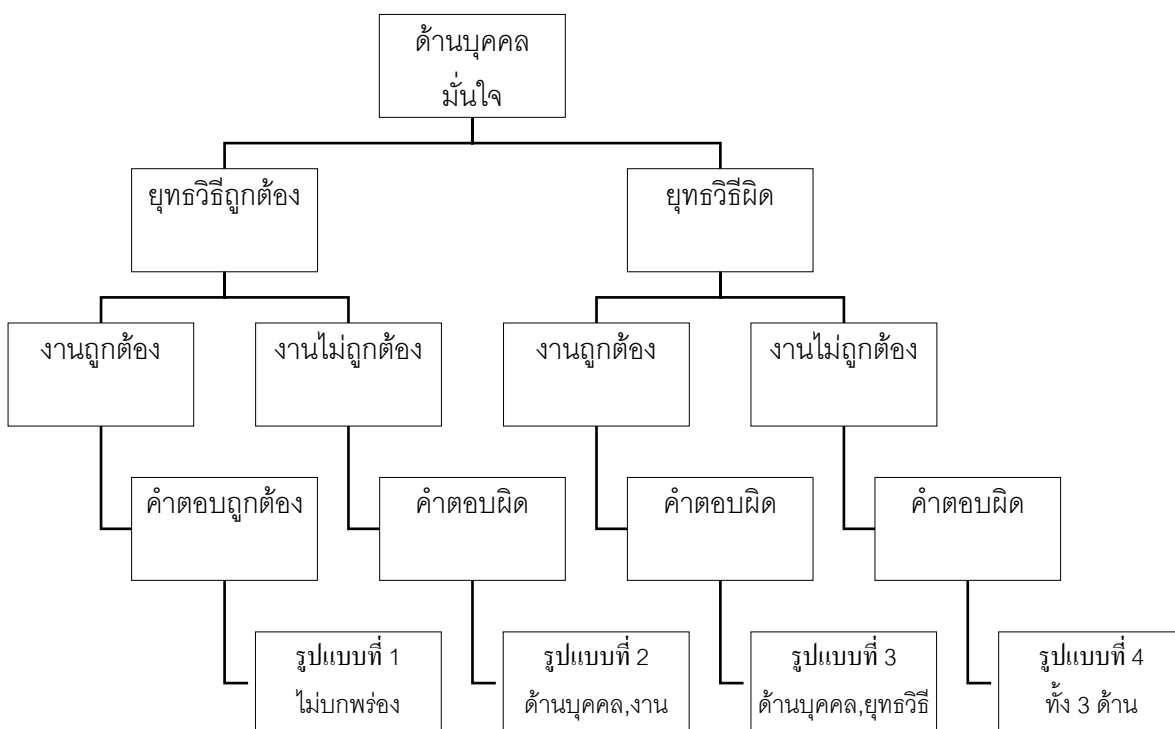 ด้านบุคคล
มั่นใจ
ยุทธวิธีถูกต้อง
ยุทธวิธีผิด
งานถูกต้อง
งานไม่ถูกต้อง
งานถูกต้อง
งานไม่ถูกต้อง
คำตอบถูกต้อง
คำตอบผิด
คำตอบผิด
คำตอบผิด
รูปแบบที่ 1
ไม่บกพร่อง
รูปแบบที่ 2
ด้านบุคคล,งาน
รูปแบบที่ 3
ด้านบุคคล,ยุทธวิธี
รูปแบบที่ 4
ทั้ง 3 ด้าน